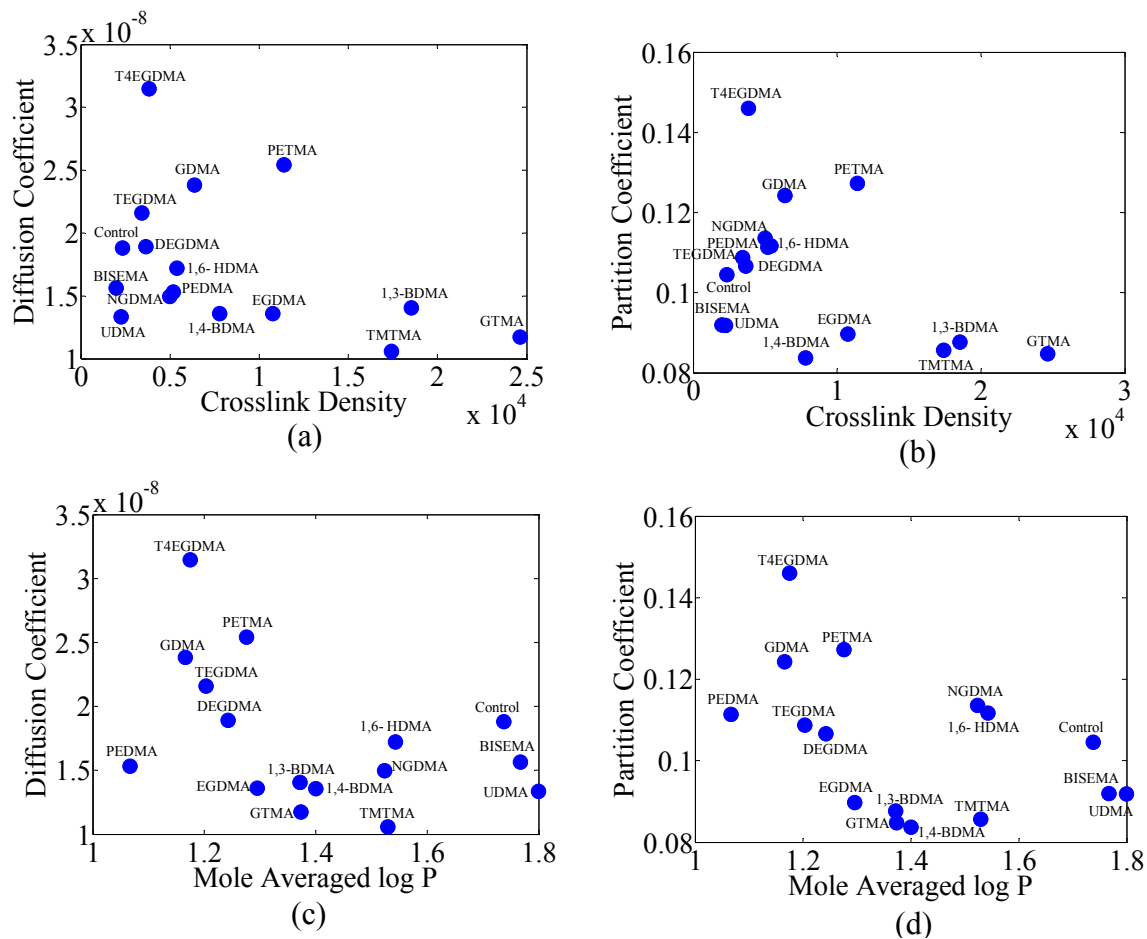 x 10-8
(a)
3.5
3
2.5
2
1.5
1
Diffusion Coefficient
T4EGDMA
PETMA
GDMA
TEGDMA
Control
DEGDMA
1,6- HDMA
BISEMA
NGDMA
PEDMA
UDMA
1,4-BDMA
EGDMA
1,3-BDMA
TMTMA
GTMA
0 0.5 1.0 1.5 2.0 2.5
Crosslink Density
x 10 4
(a)
(b)
0.16
0.14
0.12
0.1
0.08
Partition Coefficient
T4EGDMA
PETMA
GDMA
NGDMA
PEDMA
1,6- HDMA
TEGDMA
DEGDMA
Control
BISEMA
UDMA
EGDMA
1,4-BDMA
1,3-BDMA
TMTMA
GTMA
0 1 2 3
Crosslink Density
x 10 4
(b)
x 10-8
3.5
3
2.5
2
1.5
1
Diffusion Coefficient
T4EGDMA
PETMA
GDMA
TEGDMA
DEGDMA
PEDMA
1,6- HDMA
Control
BISEMA
EGDMA
1,3-BDMA
NGDMA
1,4-BDMA
UDMA
GTMA
TMTMA
1 1.2 1.4 1.6 1.8
Mole Averaged log P
(c)
0.16
0.14
0.12
0.1
0.08
Partition Coefficient
T4EGDMA
PETMA
GDMA
PEDMA
TEGDMA
DEGDMA
NGDMA
1,6- HDMA
Control
BISEMA
EGDMA
1,3-BDMA
TMTMA
UDMA
GTMA
1,4-BDMA
1 1.2 1.4 1.6 1.8
Mole Averaged log P
(d)